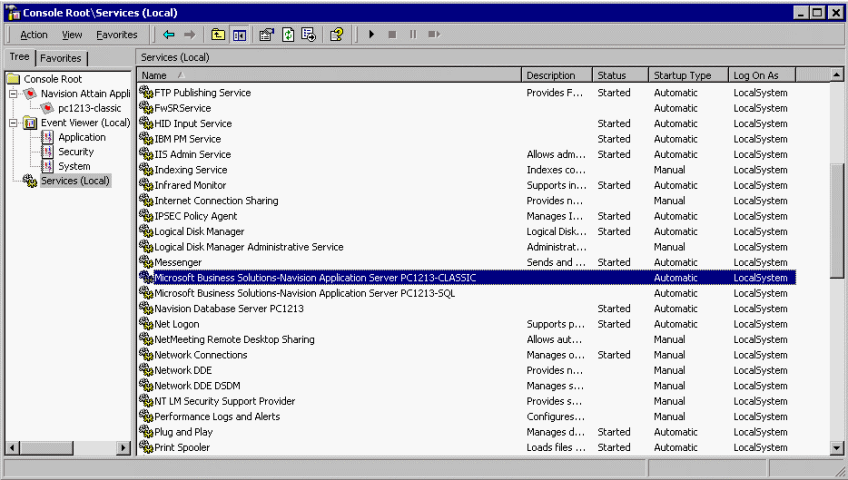 Console Root\Services (Local)
Action View Favorites
Tree Favorites Services (Local)
Console Root
Navision Attain Appli
pc1213-classic
Event Viewer (Local)
Application
Security
System
Services (Local)
Name Description Status Startup Type Log On As
FTP Publishing Service Provides F... Started Automatic LocalSystem
FwSRService Automatic LocalSystem
HID Input Service Started Automatic LocalSystem
IBM PM Service Started Automatic LocalSystem
IIS Admin Service Allows adm... Started Automatic LocalSystem
Indexing Service Indexes co... Manual LocalSystem
Infrared Monitor Supports in... Started Automatic LocalSystem
Internet Connection Sharing Provides n... Manual LocalSystem
IPSEC Policy Agent Manages I... Started Automatic LocalSystem
Logical Disk Manager Logical Disk... Started Automatic LocalSystem
Logical Disk Manager Administrative Service Administrat... Manual LocalSystem
Messenger Sends and ... Started Automatic LocalSystem
Microsoft Business Solutions-Navision Application Server PC1213-CLASSIC Automatic LocalSystem
Microsoft Business Solutions-Navision Application Server PC1213-SQL Automatic LocalSystem
Navision Database Server PC1213 Started Automatic LocalSystem
Net Logon Supports p... Started Automatic LocalSystem
NetMeeting Remote Desktop Sharing Allows aut... Manual LocalSystem
Network Connections Manages o... Started Manual LocalSystem
Network DDE Provides n... Manual LocalSystem
Network DDE DSDM Manages s... Manual LocalSystem
NT LM Security Support Provider Provides s... Manual LocalSystem
Performance Logs and Alerts Configures... Manual LocalSystem
Plug and Play Manages d... Started Automatic LocalSystem
Print Spooler Loads files ... Started Automatic LocalSystem